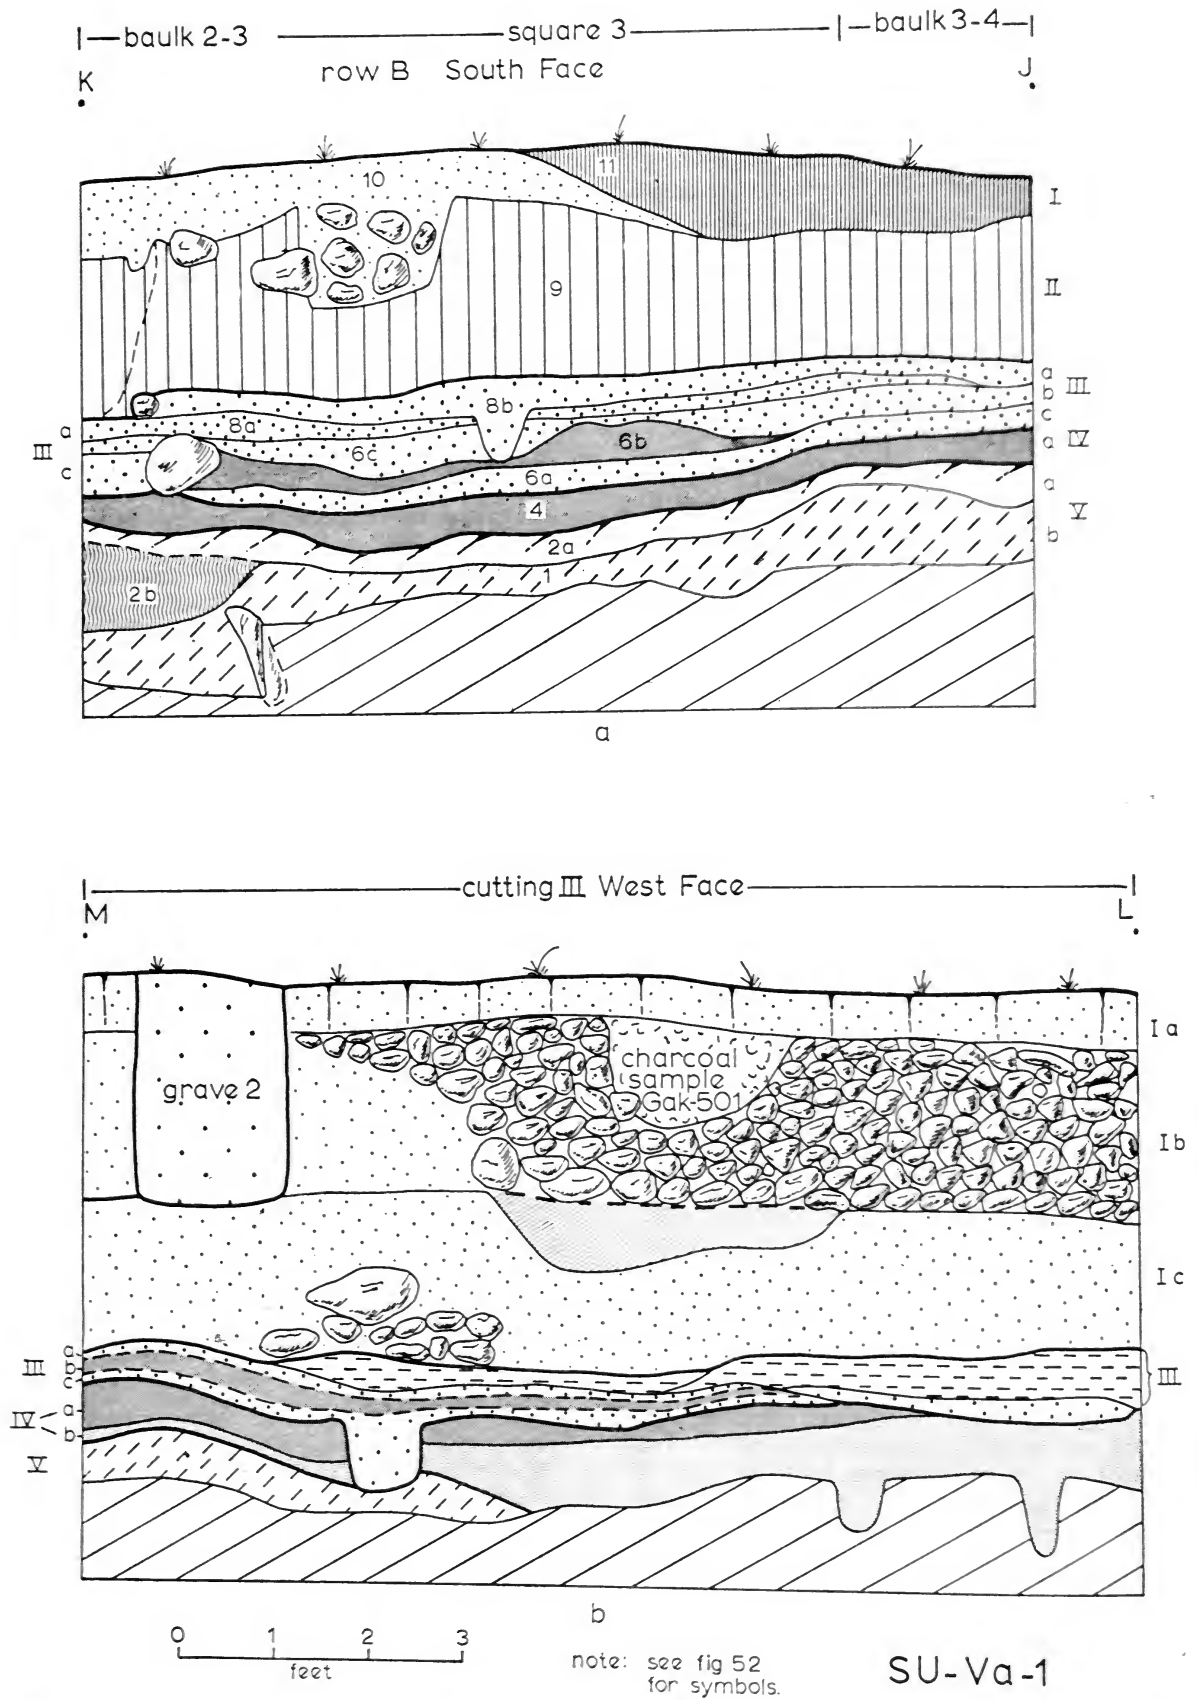 baulk 2-3 square 3 baulk 3-4
K row B South Face J
11
10
I
9
II
a III
b
8b c
8a
a
III 6c 6b a IV
c 6a
4 a
V
2a b
1
2b
a
cutting III West Face
M L
I a
charcoal
sample
Gak-501
grave 2
I b
I c
a
III b III
c
IV a
b
V
b
0 1 2 3
feet
note: see fig 52
for symbols.
SU-Va-1